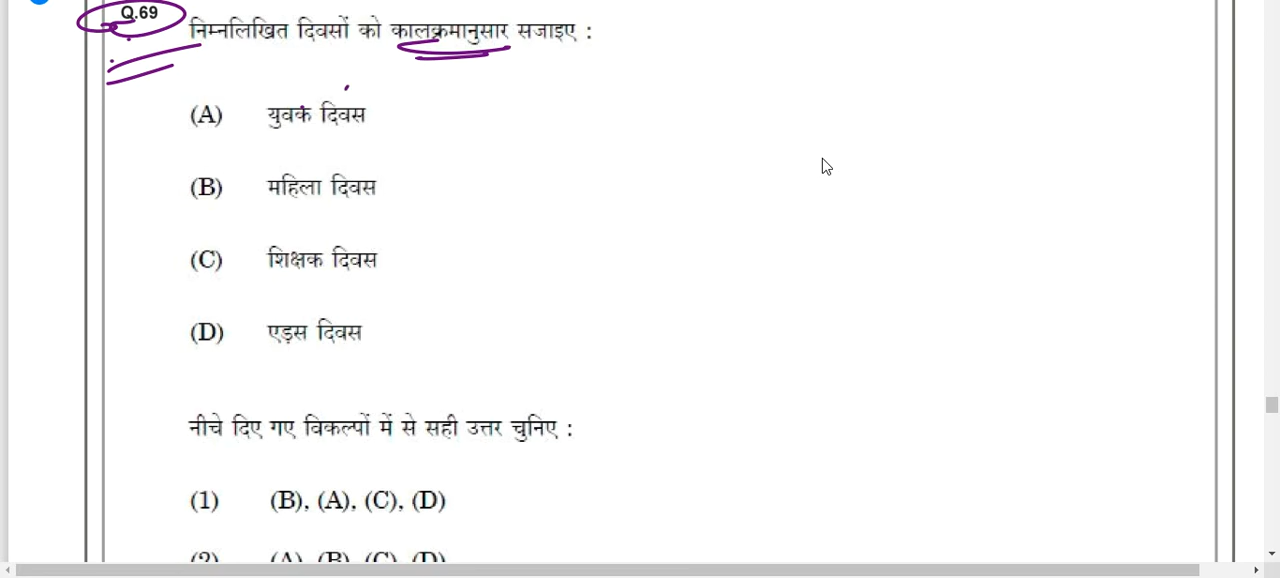 Q.69
निम्नलिखित दिवसों को कालक्रमानुसार सजाइए :
(A) युवक दिवस
(B) महिला दिवस
(C) शिक्षक दिवस
(D) एड्स दिवस
नीचे दिए गए विकल्पों में से सही उत्तर चुनिए :
(1) (B), (A), (C), (D)
(2) (A), (B), (C), (D)